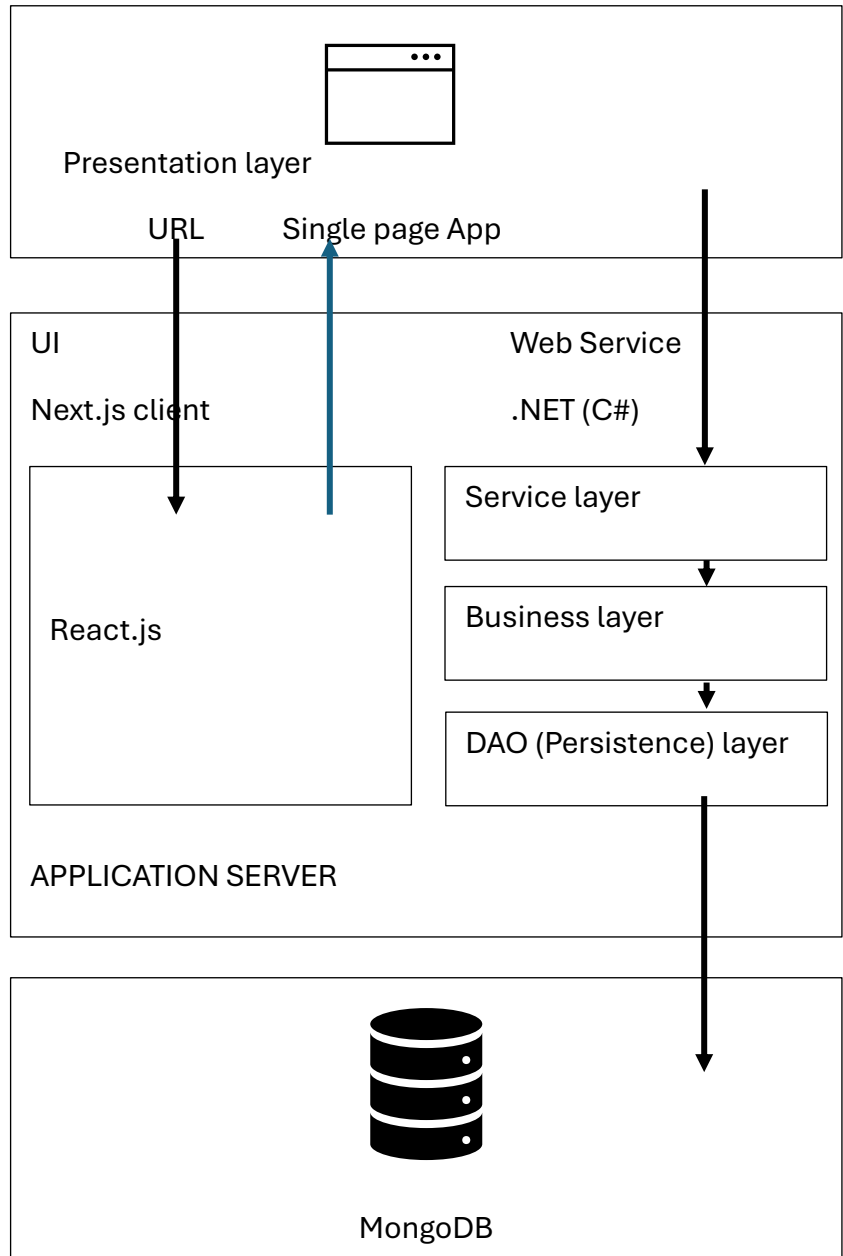 Presentation layer
URL Single page App
UI Web Service
Next.js client .NET (C#)
Service layer
React.js
Business layer
DAO (Persistence) layer
APPLICATION SERVER
MongoDB